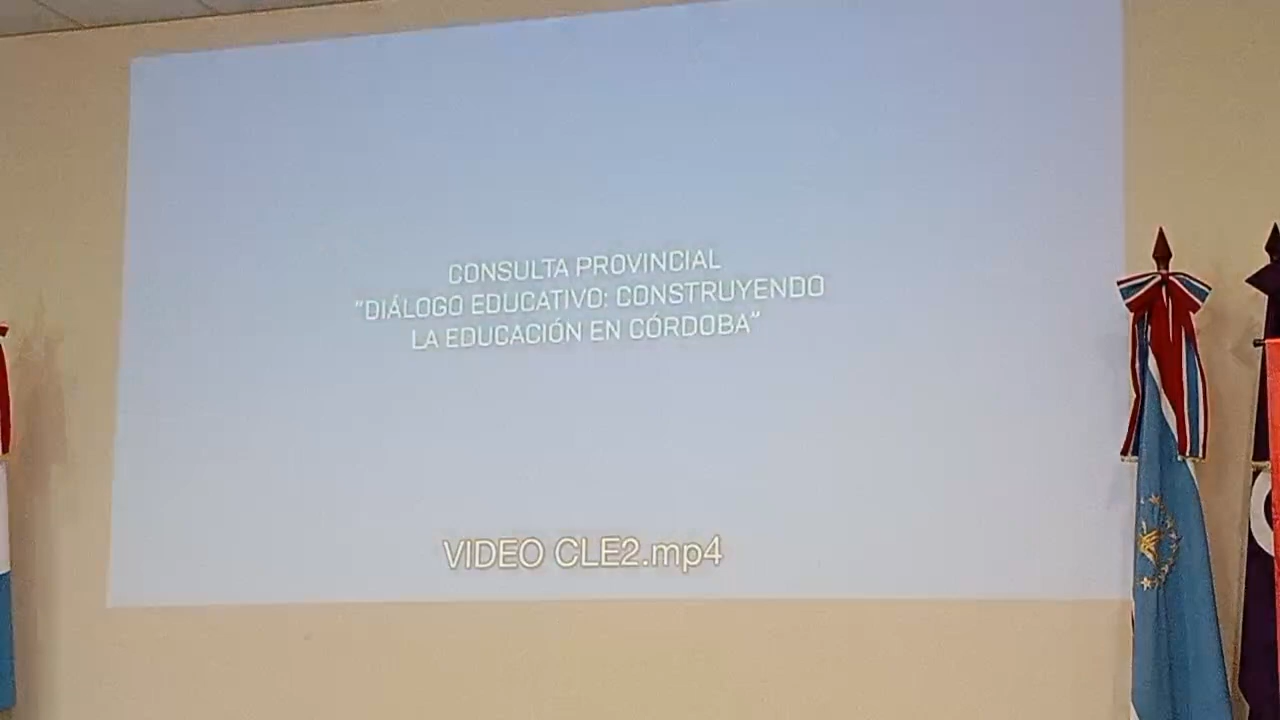 CONSULTA PROVINCIAL
“DIÁLOGO EDUCATIVO: CONSTRUYENDO
LA EDUCACIÓN EN CÓRDOBA”
VIDEO CLE2.mp4